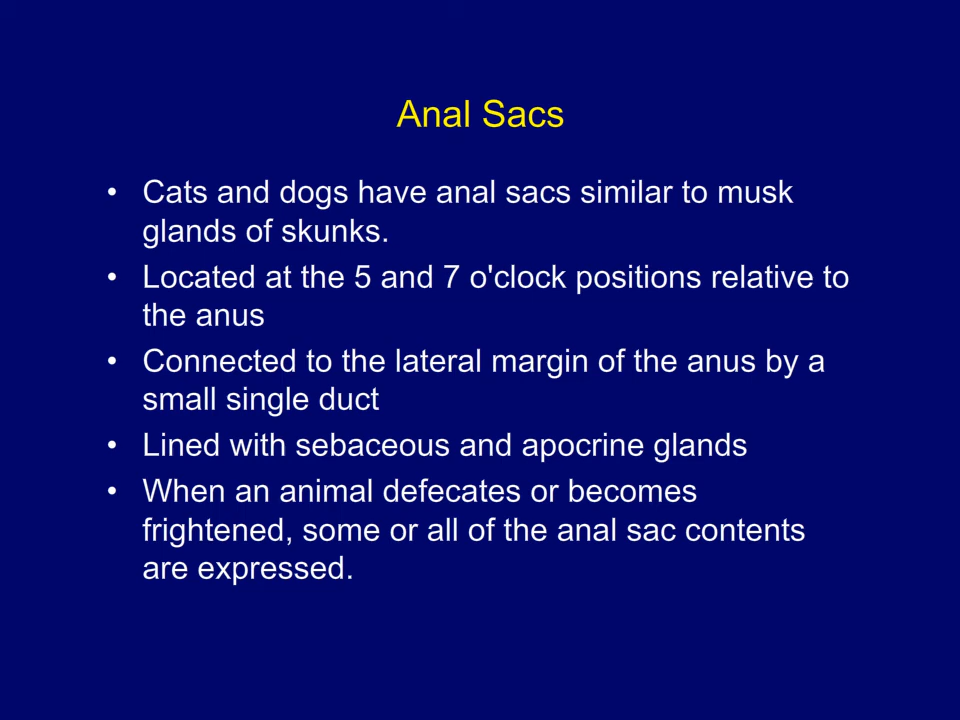 Anal Sacs
• Cats and dogs have anal sacs similar to musk
glands of skunks.
• Located at the 5 and 7 o'clock positions relative to
the anus
• Connected to the lateral margin of the anus by a
small single duct
• Lined with sebaceous and apocrine glands
• When an animal defecates or becomes
frightened, some or all of the anal sac contents
are expressed.